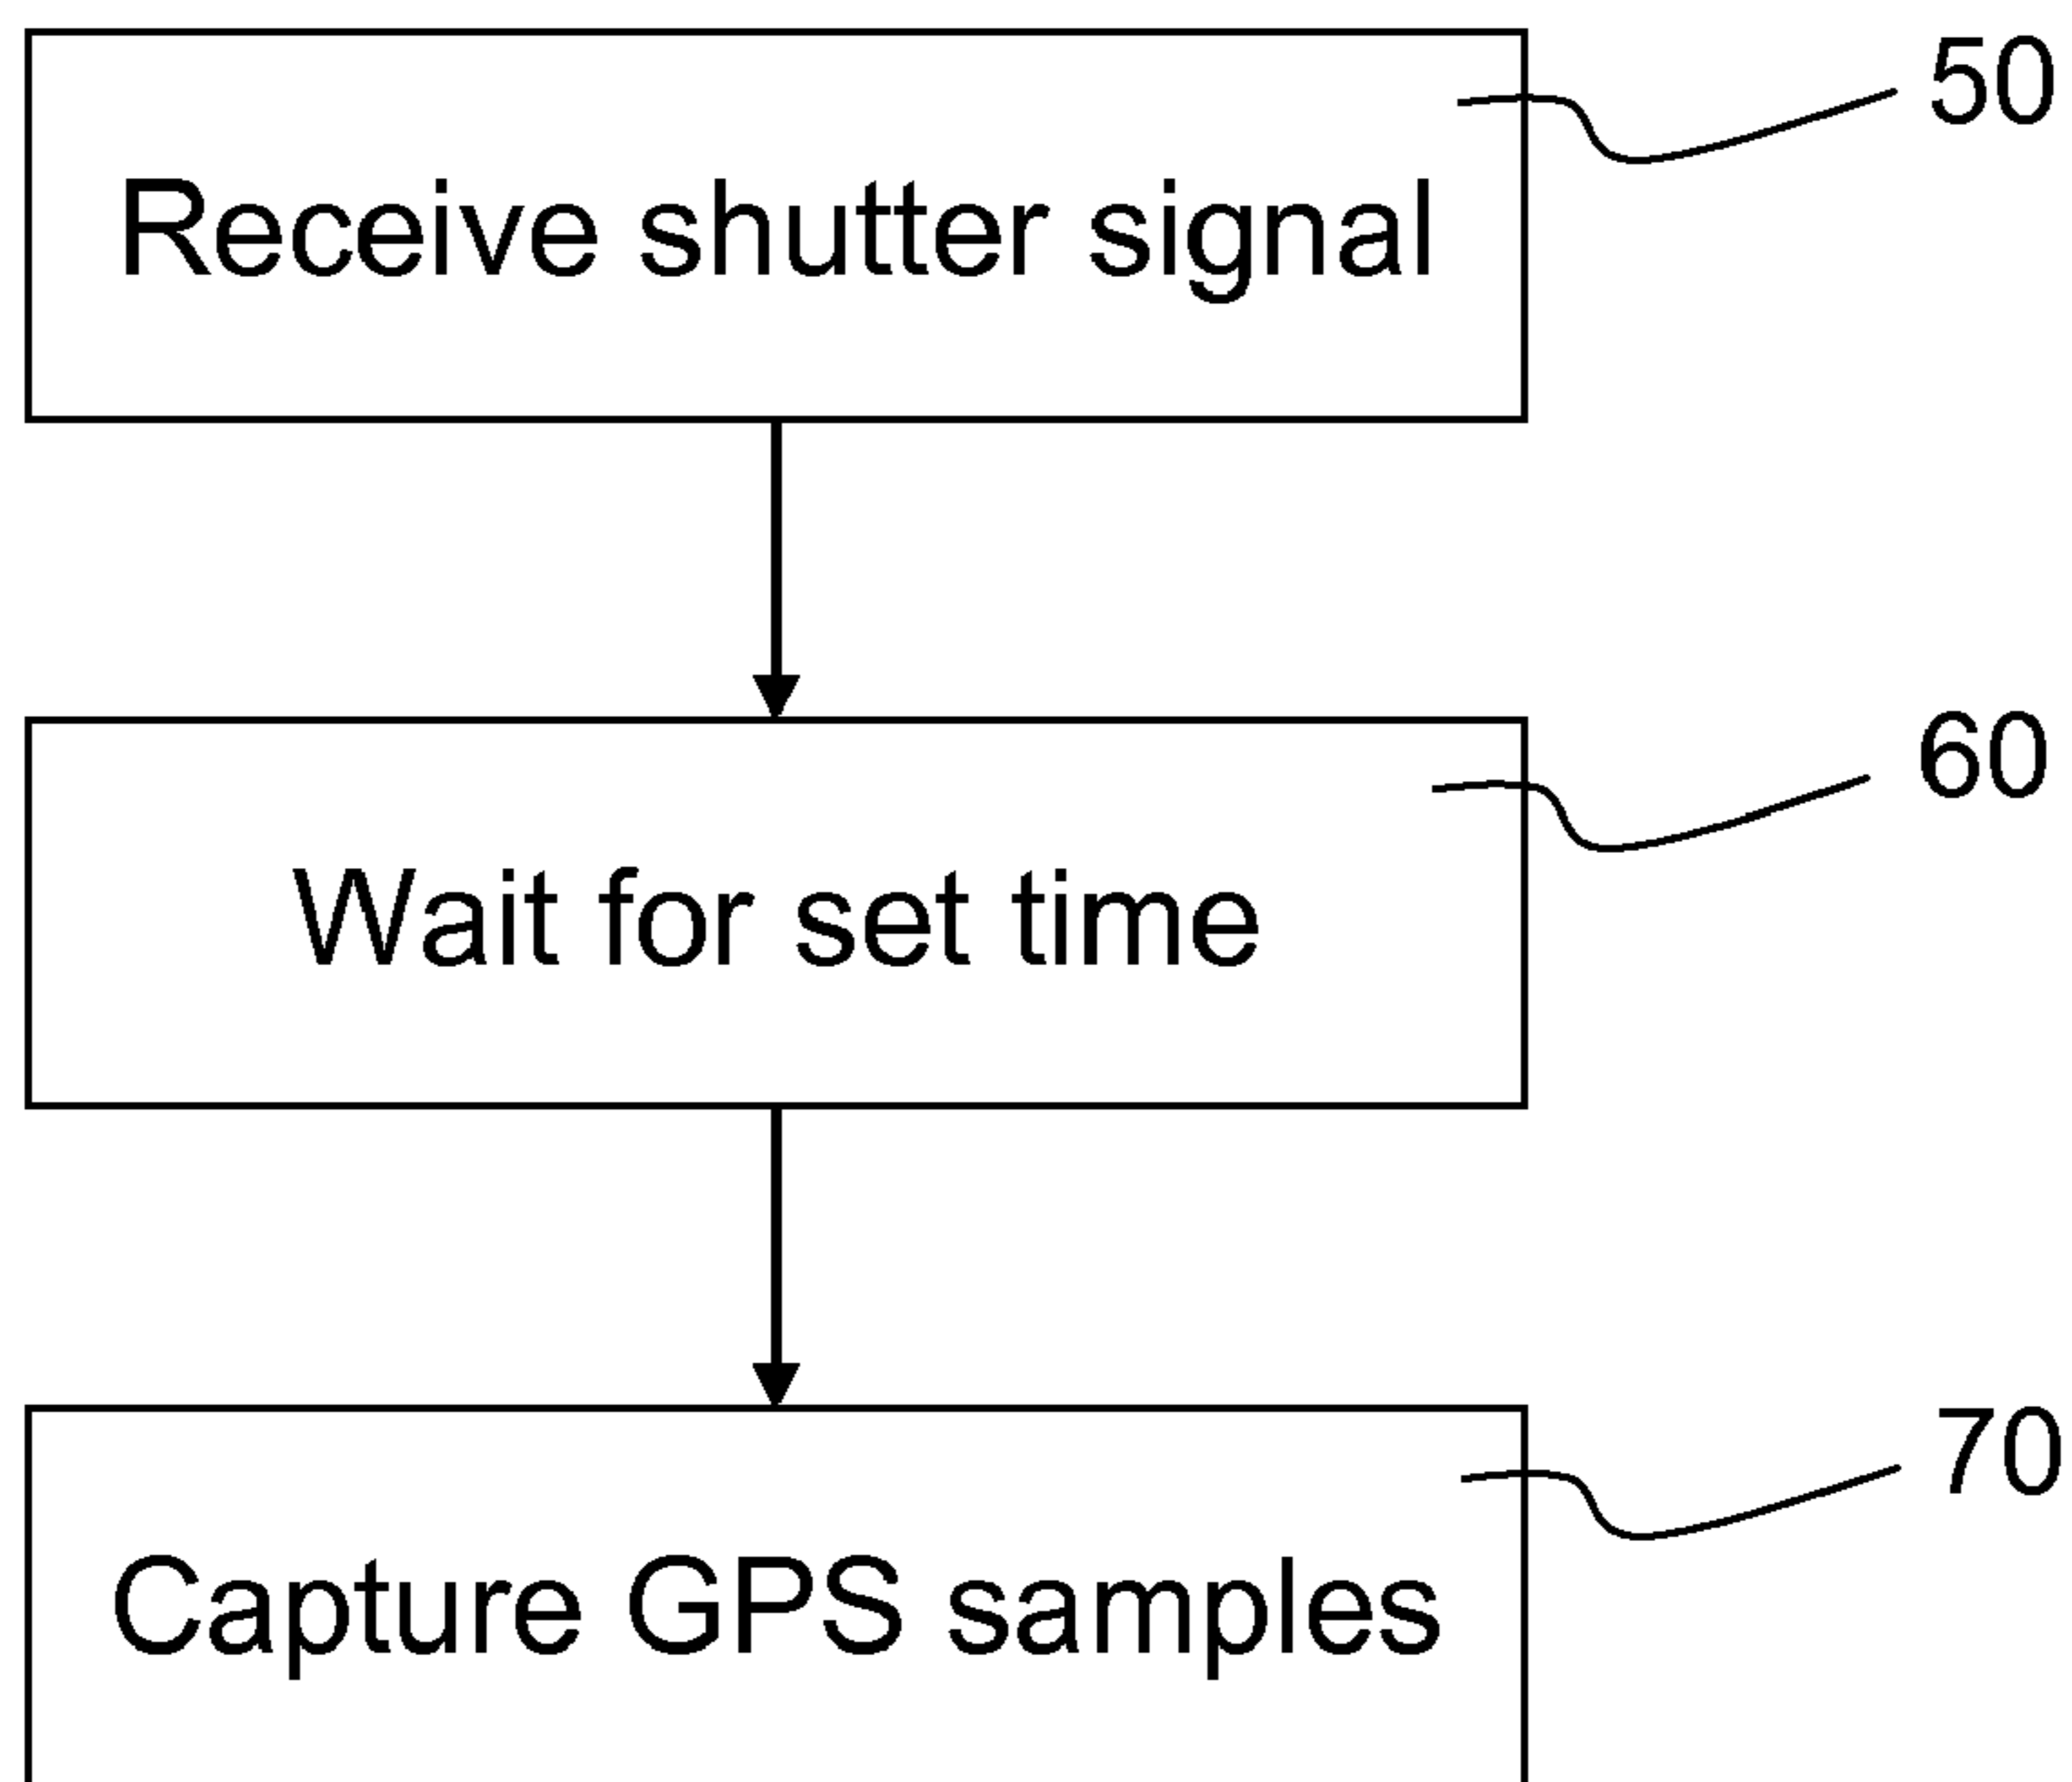 50
Receive shutter signal
60
Wait for set time
70
Capture GPS samples